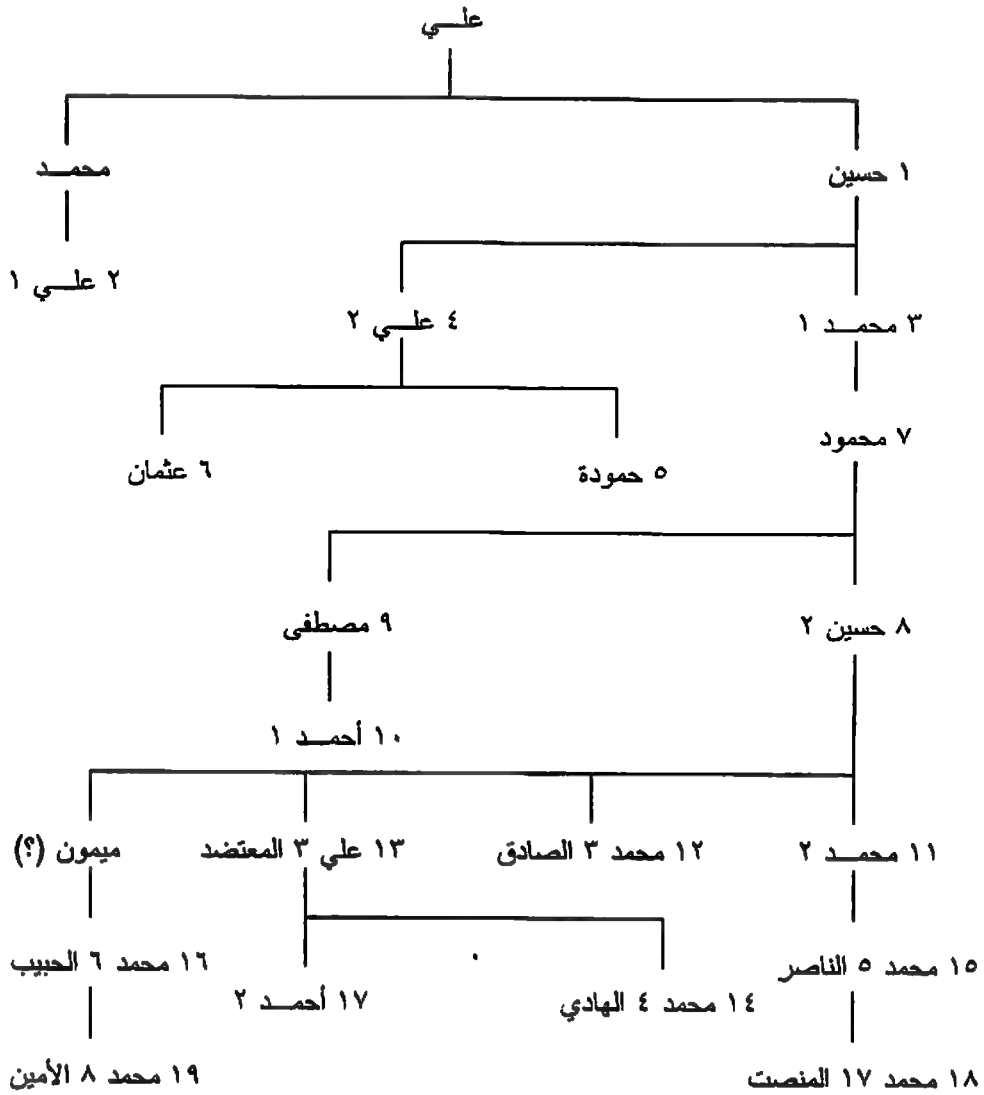 علي
١ حسين
محمد
٢ علي ١
٣ محمد ١
٤ علي ٢
٧ محمود
٥ حمودة
٦ عثمان
٨ حسين ٢
٩ مصطفى
١٠ أحمد ١
١١ محمد ٢
١٢ محمد ٣ الصادق
١٣ علي ٣ المعتضد
ميمون (؟)
١٥ محمد ٥ الناصر
١٤ محمد ٤ الهادي
١٧ أحمد ٢
١٦ محمد ٦ الحبيب
١٨ محمد ١٧ المنصت
١٩ محمد ٨ الأمين